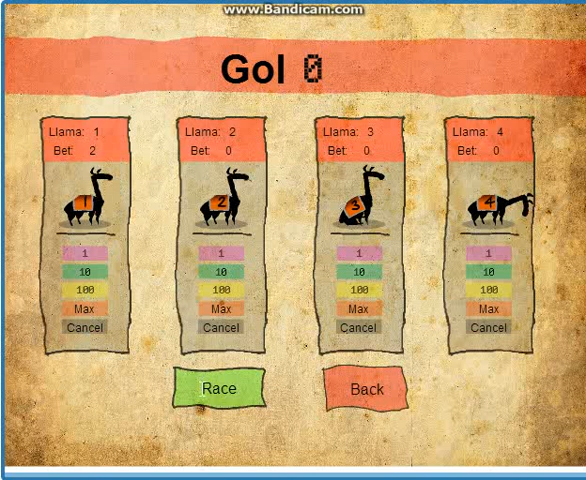 www.Bandicam.com
Gol 0
Llama: 1
Bet: 2
Llama: 2
Bet: 0
Llama: 3
Bet: 0
Llama: 4
Bet: 0
1
2
3
4
1
10
100
Max
Cancel
1
10
100
Max
Cancel
1
10
100
Max
Cancel
1
10
100
Max
Cancel
Race
Back